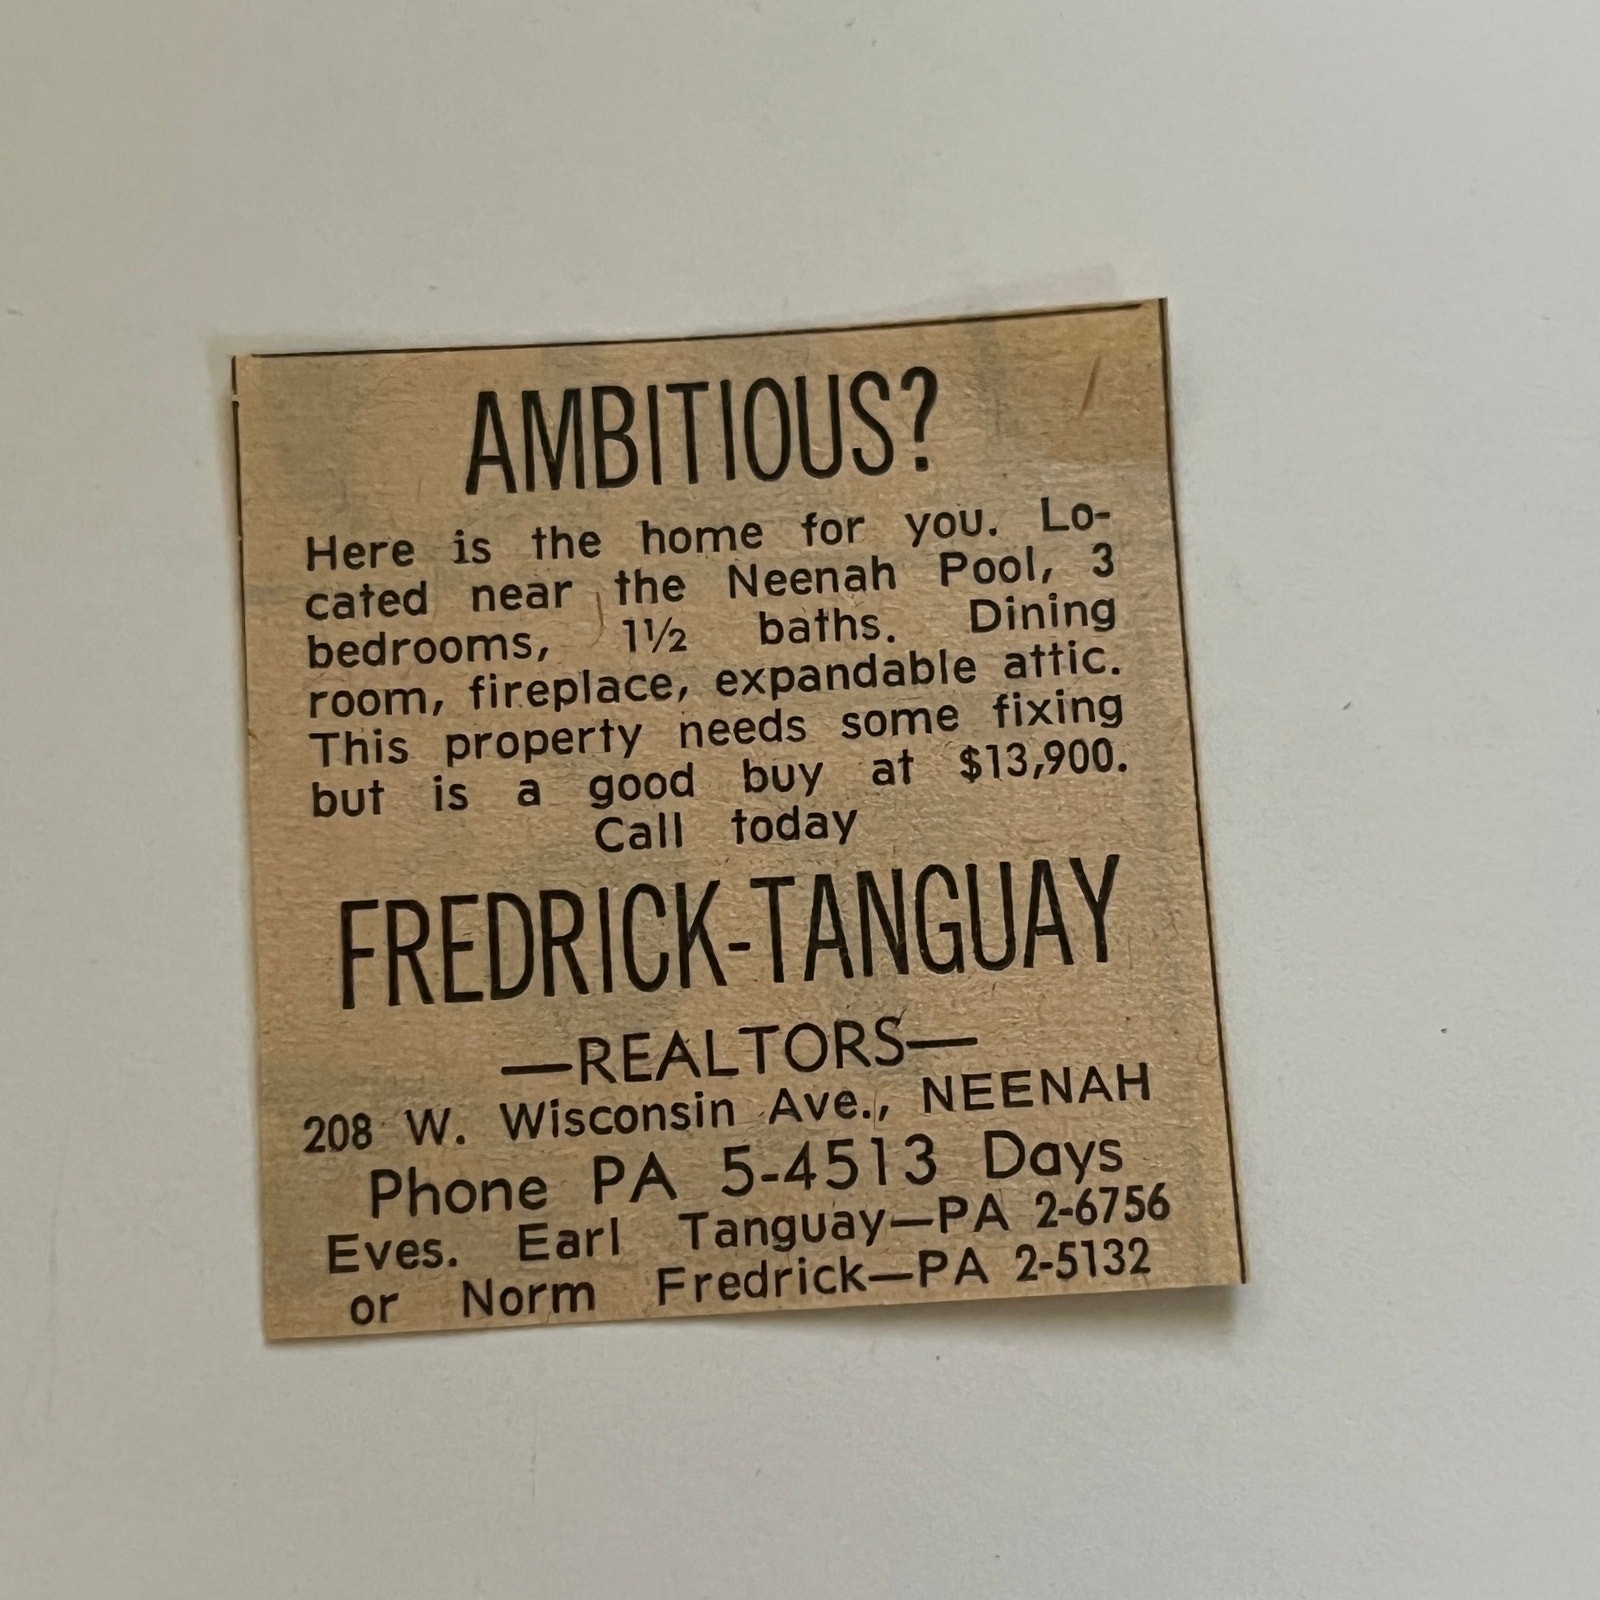 AMBITIOUS?
Here is the home for you. Lo-
cated near the Neenah Pool, 3
bedrooms, 1½ baths. Dining
room, fireplace, expandable attic.
This property needs some fixing
but is a good buy at $13,900.
Call today
FREDRICK-TANGUAY
—REALTORS—
208 W. Wisconsin Ave., NEENAH
Phone PA 5-4513 Days
Eves. Earl Tanguay—PA 2-6756
or Norm Fredrick—PA 2-5132